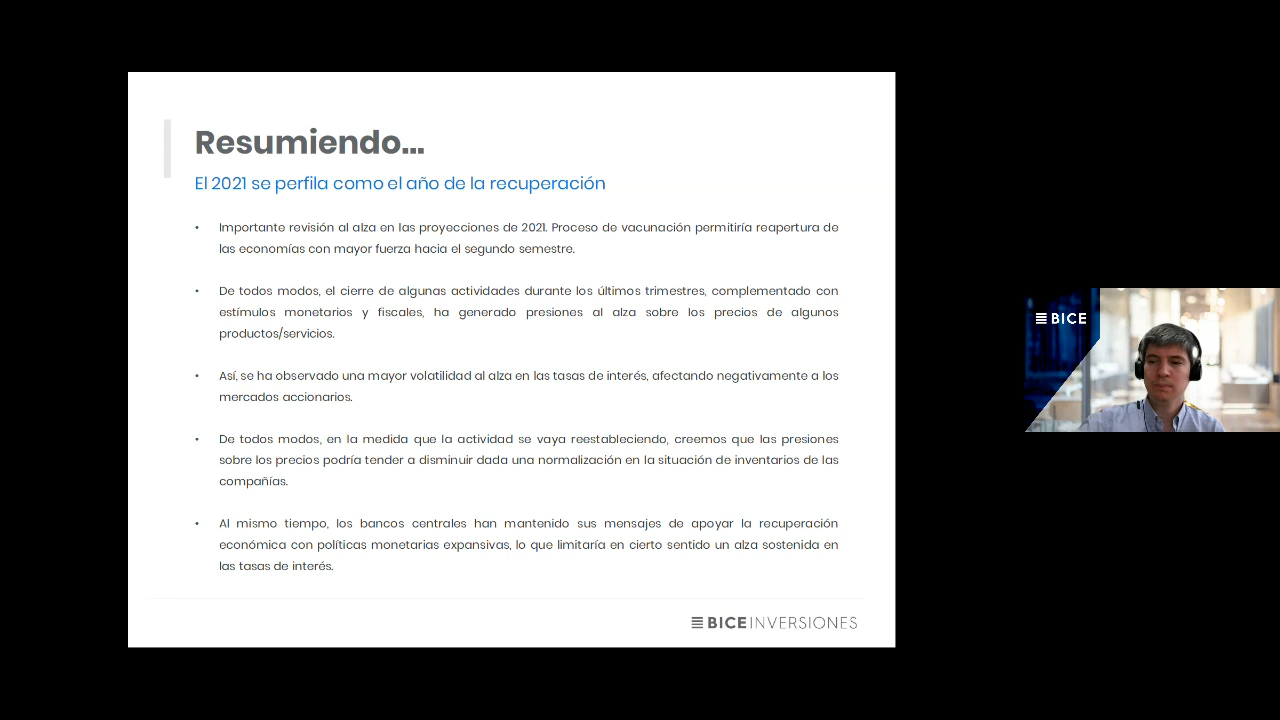 Resumiendo...
El 2021 se perfila como el año de la recuperación
• Importante revisión al alza en las proyecciones de 2021. Proceso de vacunación permitiría reapertura de
las economías con mayor fuerza hacia el segundo semestre.
• De todos modos, el cierre de algunas actividades durante los últimos trimestres, complementado con
estímulos monetarios y fiscales, ha generado presiones al alza sobre los precios de algunos
productos/servicios.
• Así, se ha observado una mayor volatilidad al alza en las tasas de interés, afectando negativamente a los
mercados accionarios.
• De todos modos, en la medida que la actividad se vaya reestableciendo, creemos que las presiones
sobre los precios podría tender a disminuir dada una normalización en la situación de inventarios de las
compañías.
• Al mismo tiempo, los bancos centrales han mantenido sus mensajes de apoyar la recuperación
económica con políticas monetarias expansivas, lo que limitaría en cierto sentido un alza sostenida en
las tasas de interés.
BICEINVERSIONES
BICE